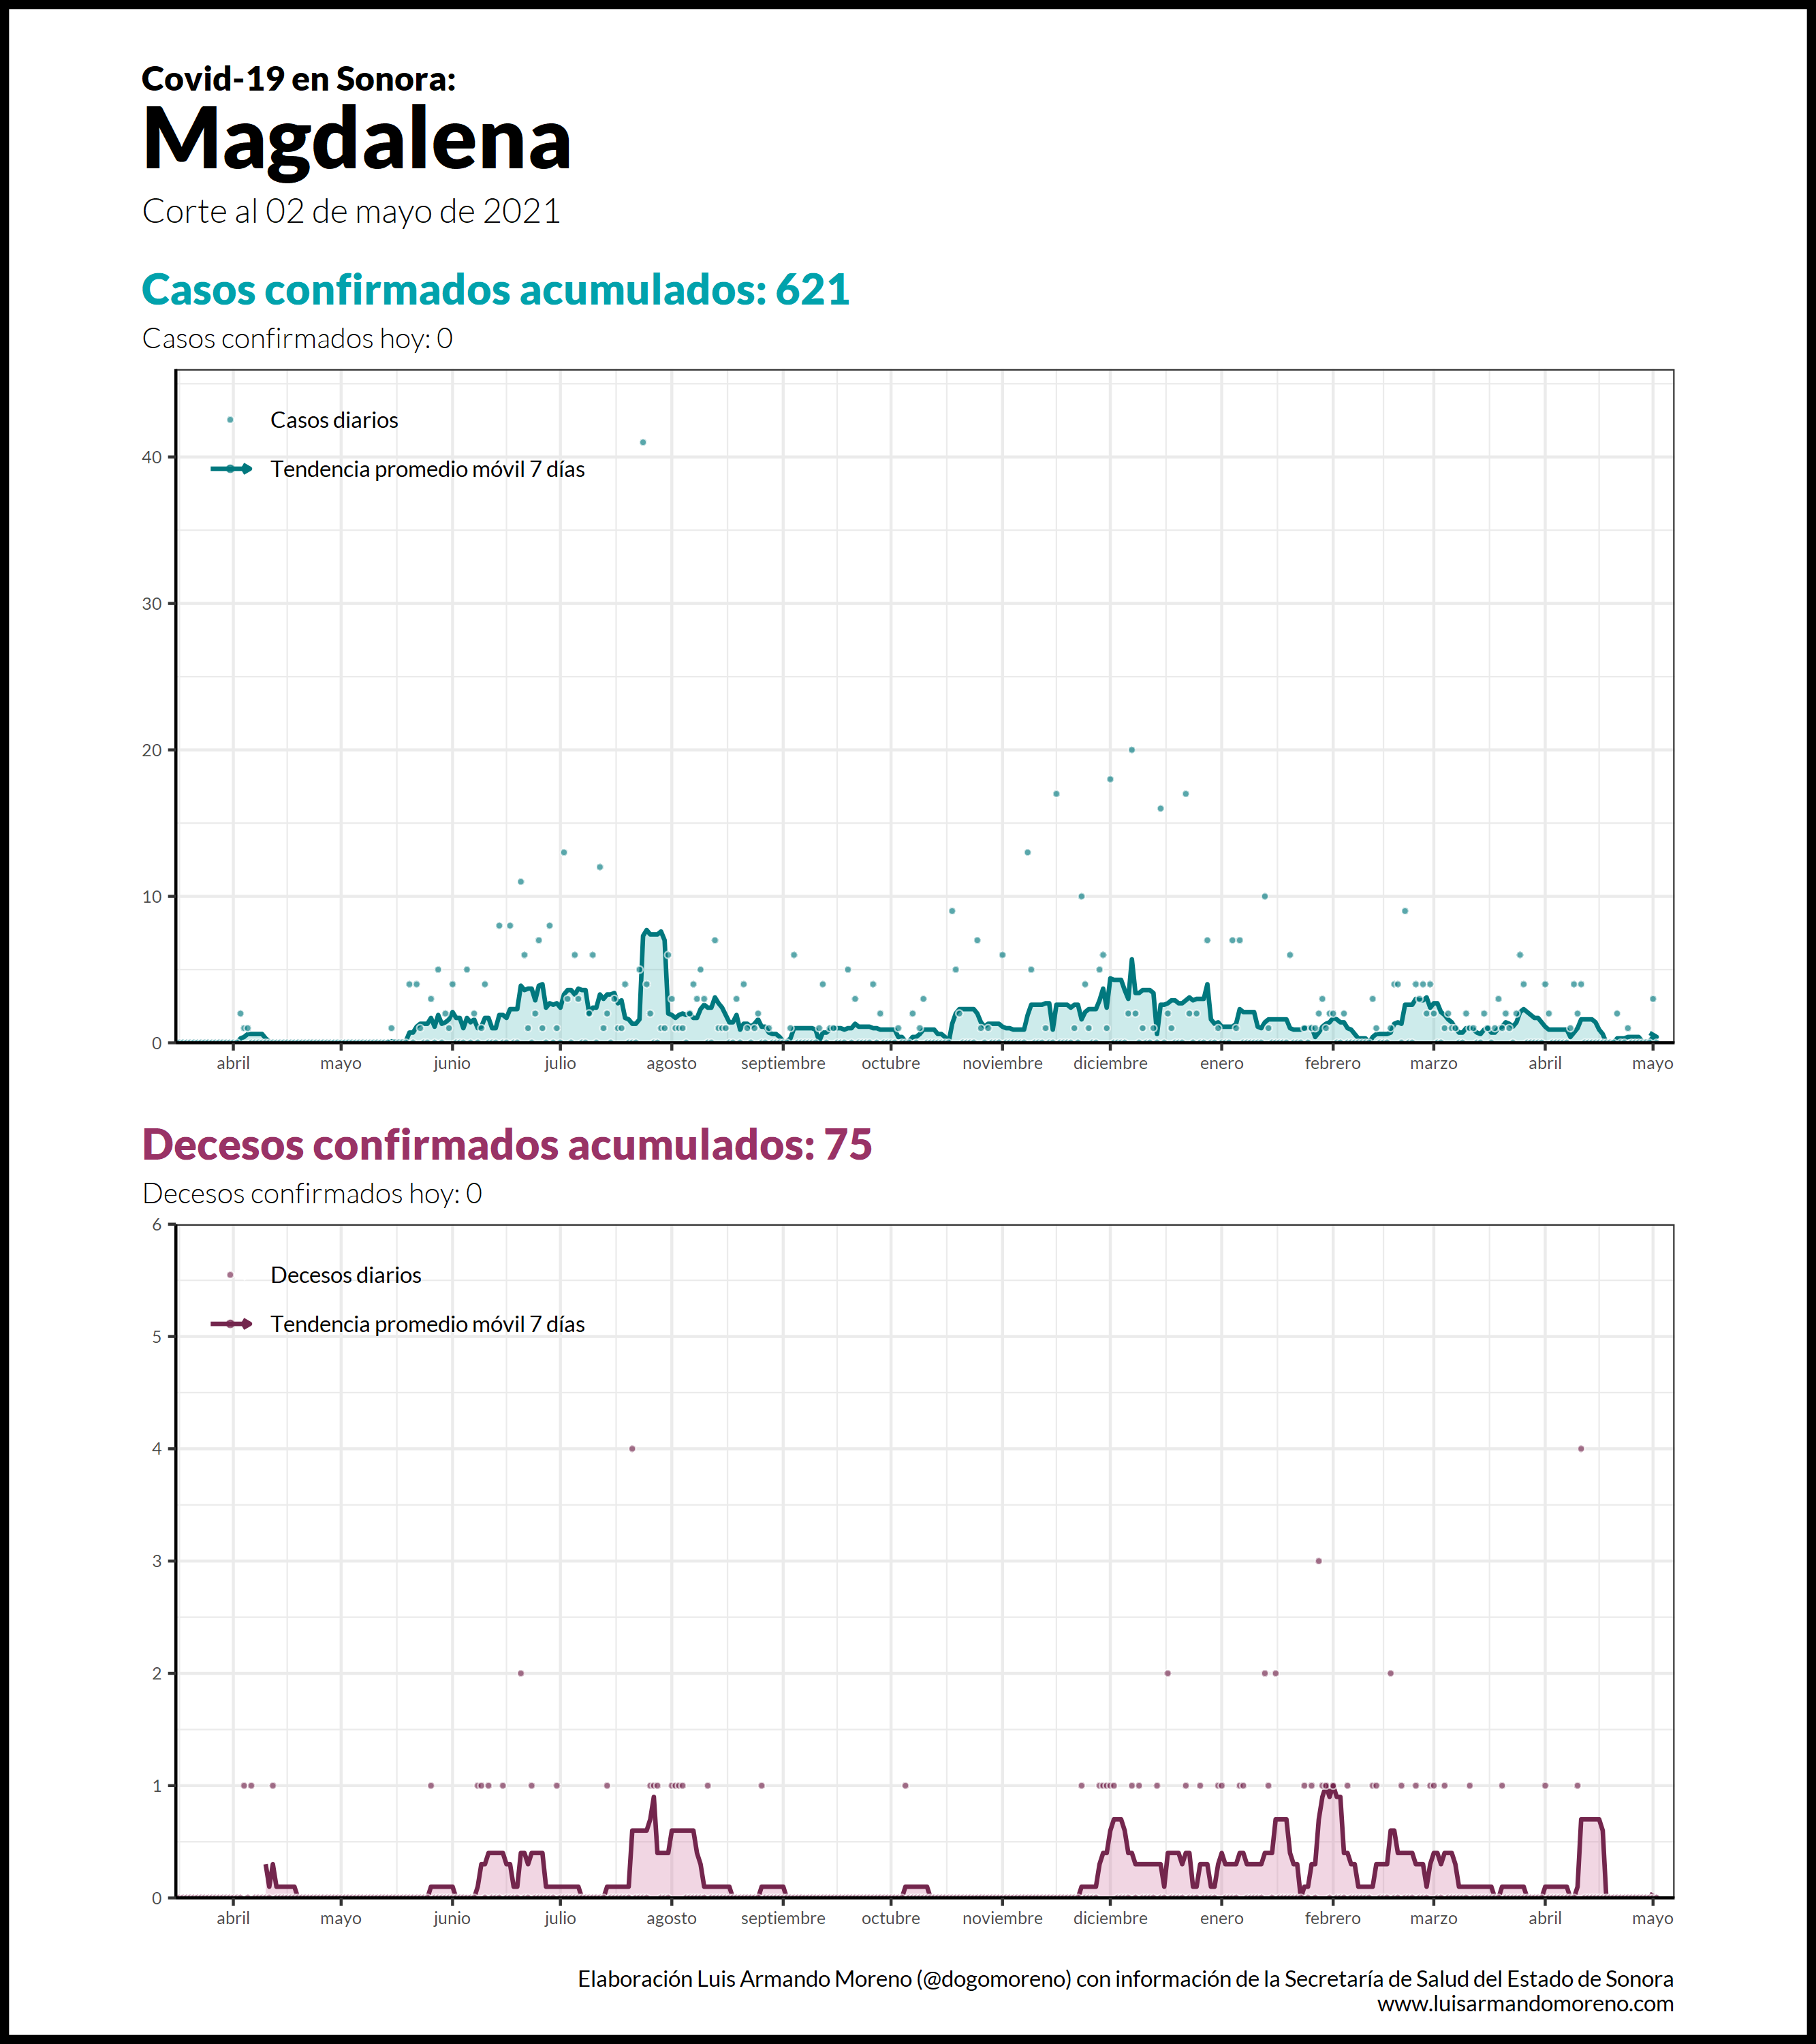 Covid-19 en Sonora:
Magdalena
Corte al 02 de mayo de 2021
Casos confirmados acumulados: 621
Casos confirmados hoy: 0
Casos diarios
Tendencia promedio móvil 7 días
40
30
20
10
0
abril mayo junio julio agosto septiembre octubre noviembre diciembre enero febrero marzo abril mayo
Decesos confirmados acumulados: 75
Decesos confirmados hoy: 0
6
Decesos diarios
Tendencia promedio móvil 7 días
5
4
3
2
1
0
abril mayo junio julio agosto septiembre octubre noviembre diciembre enero febrero marzo abril mayo
Elaboración Luis Armando Moreno (@dogomoreno) con información de la Secretaría de Salud del Estado de Sonora
www.luisarmandomoreno.com